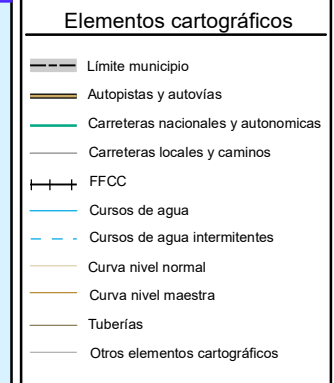 Elementos cartográficos
Límite municipio
Autopistas y autovías
Carreteras nacionales y autonomicas
Carreteras locales y caminos
FFCC
Cursos de agua
Cursos de agua intermitentes
Curva nivel normal
Curva nivel maestra
Tuberías
Otros elementos cartográficos